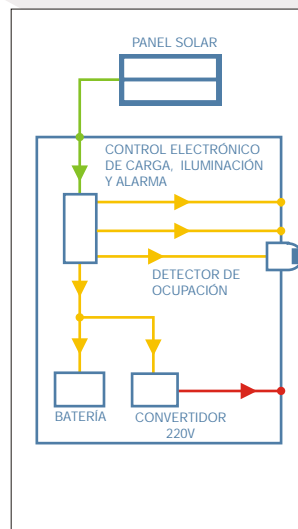 PANEL SOLAR
CONTROL ELECTRÓNICO
DE CARGA, ILUMINACIÓN
Y ALARMA
DETECTOR DE
OCUPACIÓN
BATERÍA
CONVERTIDOR
220V